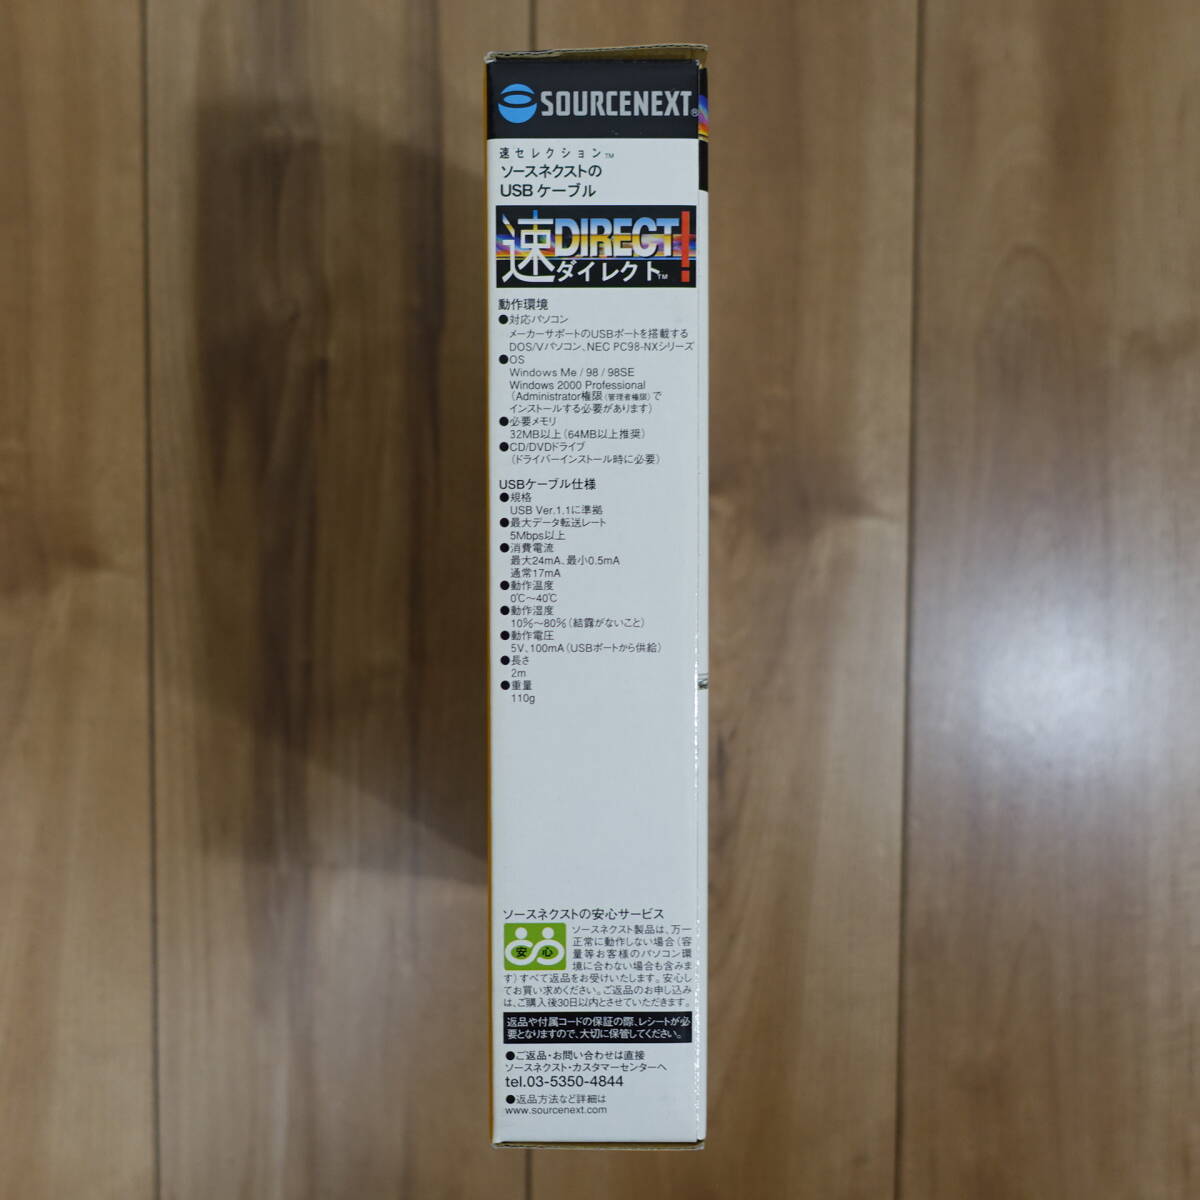 SOURCENEXT®
速セレクション™
ソースネクストの
USB ケーブル
速DIRECT!
ダイレクト™
動作環境
●対応パソコン
メーカーサポートのUSBポートを搭載する
DOS/Vパソコン、NEC PC98-NXシリーズ
●OS
Windows Me / 98 / 98SE
Windows 2000 Professional
(Administrator権限(管理者権限)で
インストールする必要があります)
●必要メモリ
32MB以上(64MB以上推奨)
●CD/DVDドライブ
(ドライバーインストール時に必要)
USBケーブル仕様
●規格
USB Ver.1.1に準拠
●最大データ転送レート
5Mbps以上
●消費電流
最大24mA、最小0.5mA
通常17mA
●動作温度
0℃～40℃
●動作湿度
10%～80%(結露がないこと)
●動作電圧
5V、100mA(USBポートから供給)
●長さ
2m
●重量
110g
ソースネクストの安心サービス
安心
ソースネクスト製品は、万一
正常に動作しない場合(容
量等お客様のパソコン環
境に合わない場合も含みま
す)すべて返品をお受けいたします。安心し
てお買い求めください。ご返品のお申し込み
は、ご購入後30日以内とさせていただきます。
返品や付属コードの保証の際、レシートが必
要となりますので、大切に保管してください。
●ご返品・お問い合わせは直接
ソースネクスト・カスタマーセンターへ
tel.03-5350-4844
●返品方法など詳細は
www.sourcenext.com